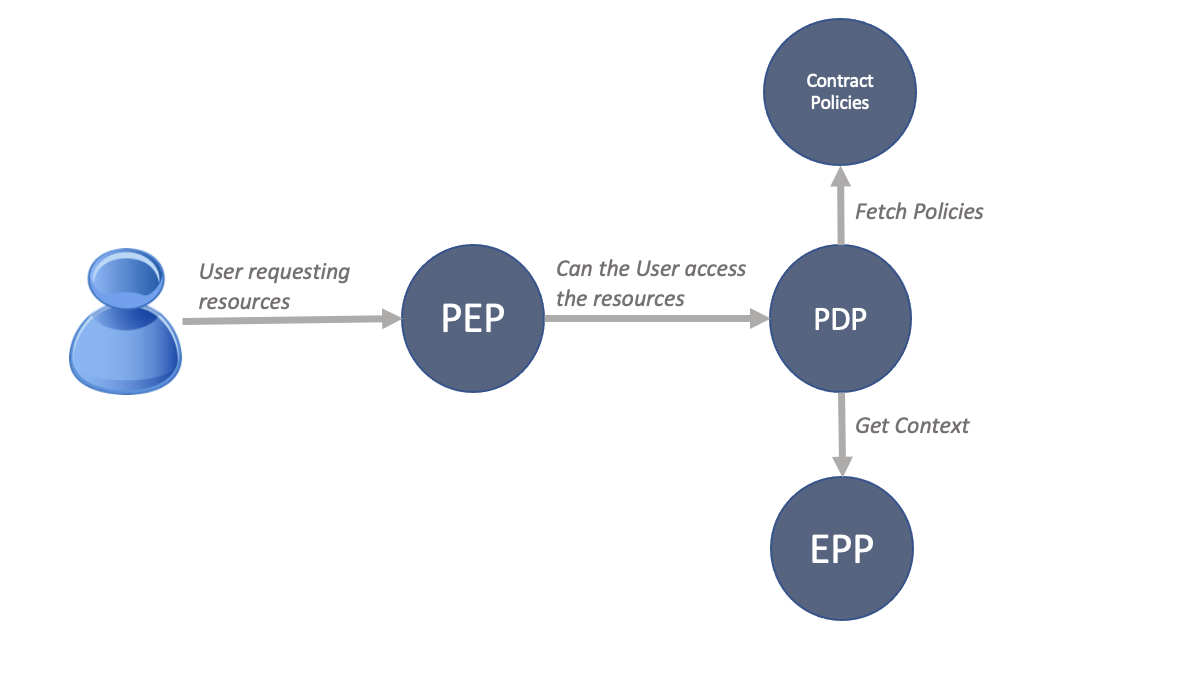 Contract
Policies
Fetch Policies
User requesting
resources
PEP
Can the User access
the resources
PDP
Get Context
EPP